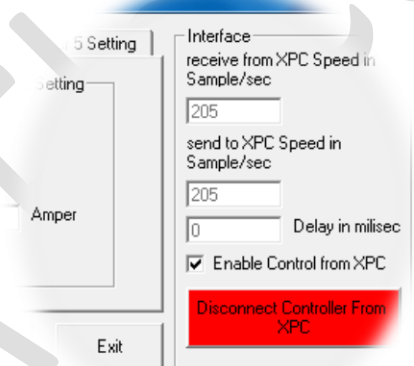 5 Setting
Setting
Amper
Exit
Interface
receive from XPC Speed in
Sample/sec
205
send to XPC Speed in
Sample/sec
205
0 Delay in milisec
Enable Control from XPC
Disconnect Controller From
XPC